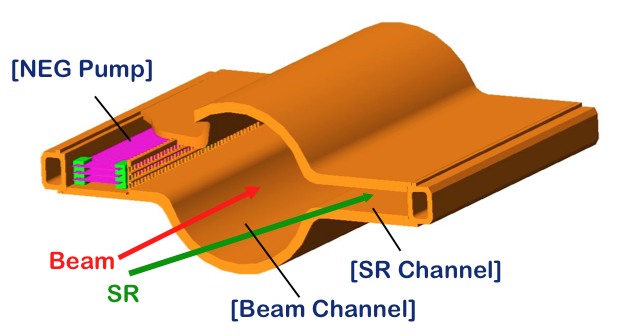 [NEG Pump]
Beam
SR
[SR Channel]
[Beam Channel]